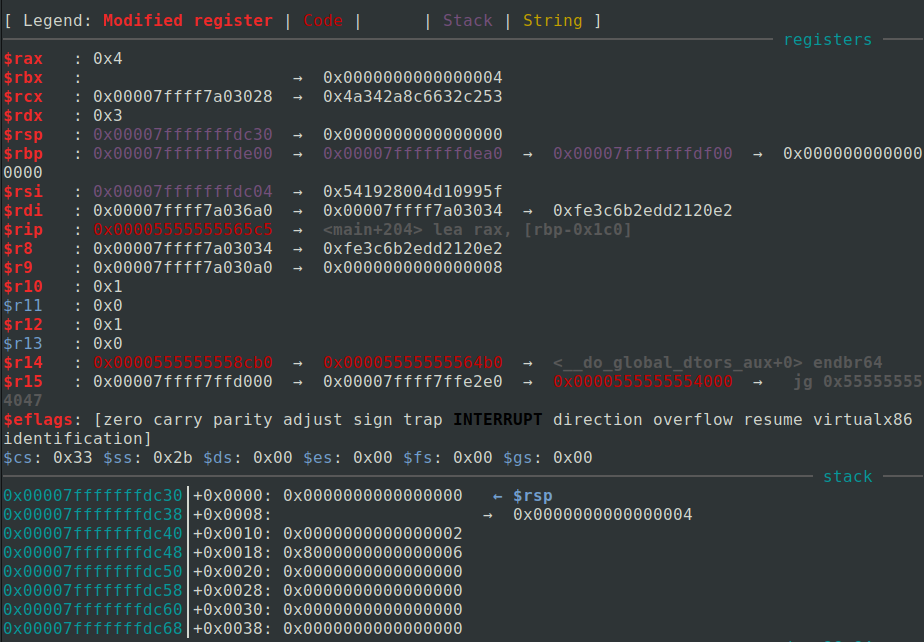 [ Legend: Modified register | Code | | Stack | String ]
registers
$rax : 0x4
$rbx : → 0x0000000000000004
$rcx : 0x00007ffff7a03028 → 0x4a342a8c6632c253
$rdx : 0x3
$rsp : 0x00007fffffffdc30 → 0x0000000000000000
$rbp : 0x00007fffffffde00 → 0x00007fffffffdea0 → 0x00007fffffffdf00 → 0x000000000000
0000
$rsi : 0x00007fffffffdc04 → 0x541928004d10995f
$rdi : 0x00007ffff7a036a0 → 0x00007ffff7a03034 → 0xfe3c6b2edd2120e2
$rip : 0x00005555555565c5 → <main+204> lea rax, [rbp-0x1c0]
$r8 : 0x00007ffff7a03034 → 0xfe3c6b2edd2120e2
$r9 : 0x00007ffff7a030a0 → 0x0000000000000008
$r10 : 0x1
$r11 : 0x0
$r12 : 0x1
$r13 : 0x0
$r14 : 0x0000555555558cb0 → 0x00005555555564b0 → <__do_global_dtors_aux+0> endbr64
$r15 : 0x00007ffff7ffd000 → 0x00007ffff7ffe2e0 → 0x0000555555554000 → jg 0x55555555
4047
$eflags: [zero carry parity adjust sign trap INTERRUPT direction overflow resume virtualx86
identification]
$cs: 0x33 $ss: 0x2b $ds: 0x00 $es: 0x00 $fs: 0x00 $gs: 0x00
stack
0x00007fffffffdc30│+0x0000: 0x0000000000000000 ← $rsp
0x00007fffffffdc38│+0x0008: → 0x0000000000000004
0x00007fffffffdc40│+0x0010: 0x0000000000000002
0x00007fffffffdc48│+0x0018: 0x8000000000000006
0x00007fffffffdc50│+0x0020: 0x0000000000000000
0x00007fffffffdc58│+0x0028: 0x0000000000000000
0x00007fffffffdc60│+0x0030: 0x0000000000000000
0x00007fffffffdc68│+0x0038: 0x0000000000000000